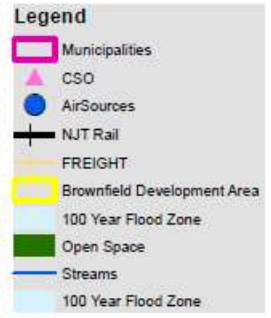 Legend
Municipalities
CSO
AirSources
NJT Rail
FREIGHT
Brownfield Development Area
100 Year Flood Zone
Open Space
Streams
100 Year Flood Zone